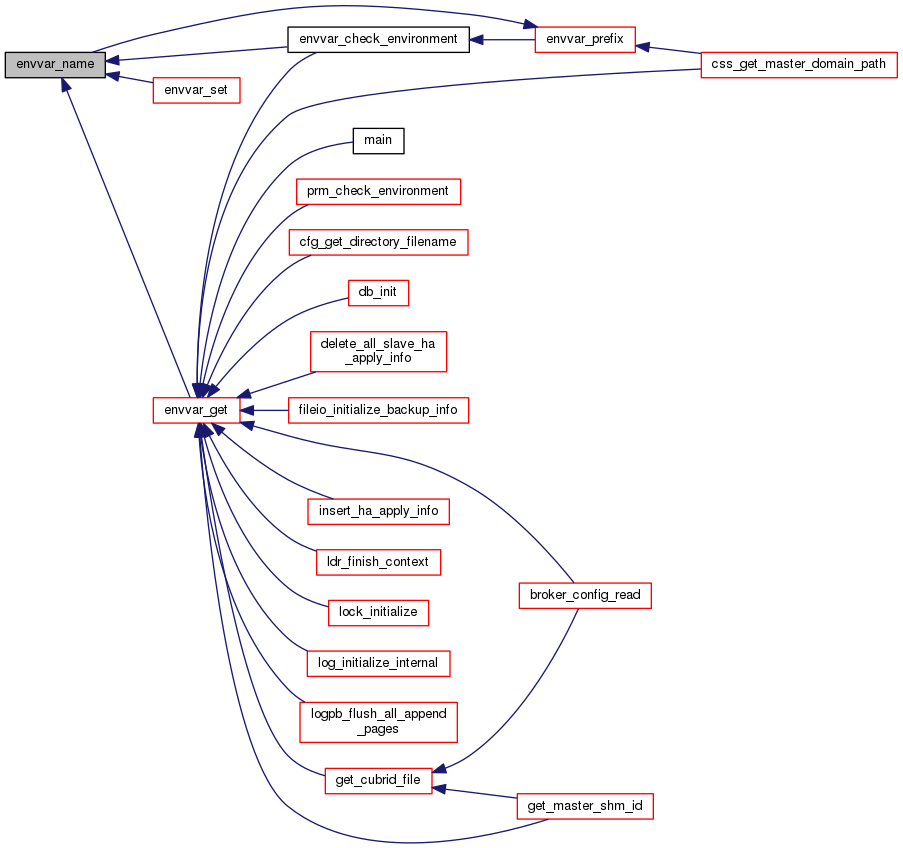 envvar_name
envvar_check_environment
envvar_prefix
css_get_master_domain_path
envvar_set
main
prm_check_environment
cfg_get_directory_filename
db_init
delete_all_slave_ha
_apply_info
envvar_get
fileio_initialize_backup_info
insert_ha_apply_info
ldr_finish_context
broker_config_read
lock_initialize
log_initialize_internal
logpb_flush_all_append
_pages
get_cubrid_file
get_master_shm_id